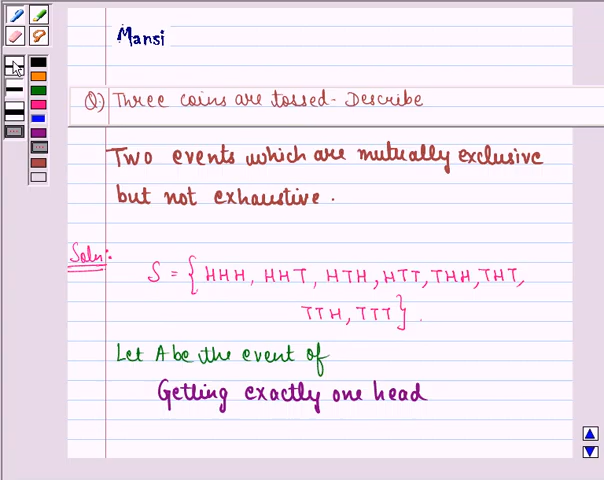 Mansi
Q) Three coins are tossed - Describe
Two events which are mutually exclusive
but not exhaustive.
Soln:
S = { HHH, HHT, HTH, HTT, THH, THT,
TTH, TTT }.
Let A be the event of
Getting exactly one head